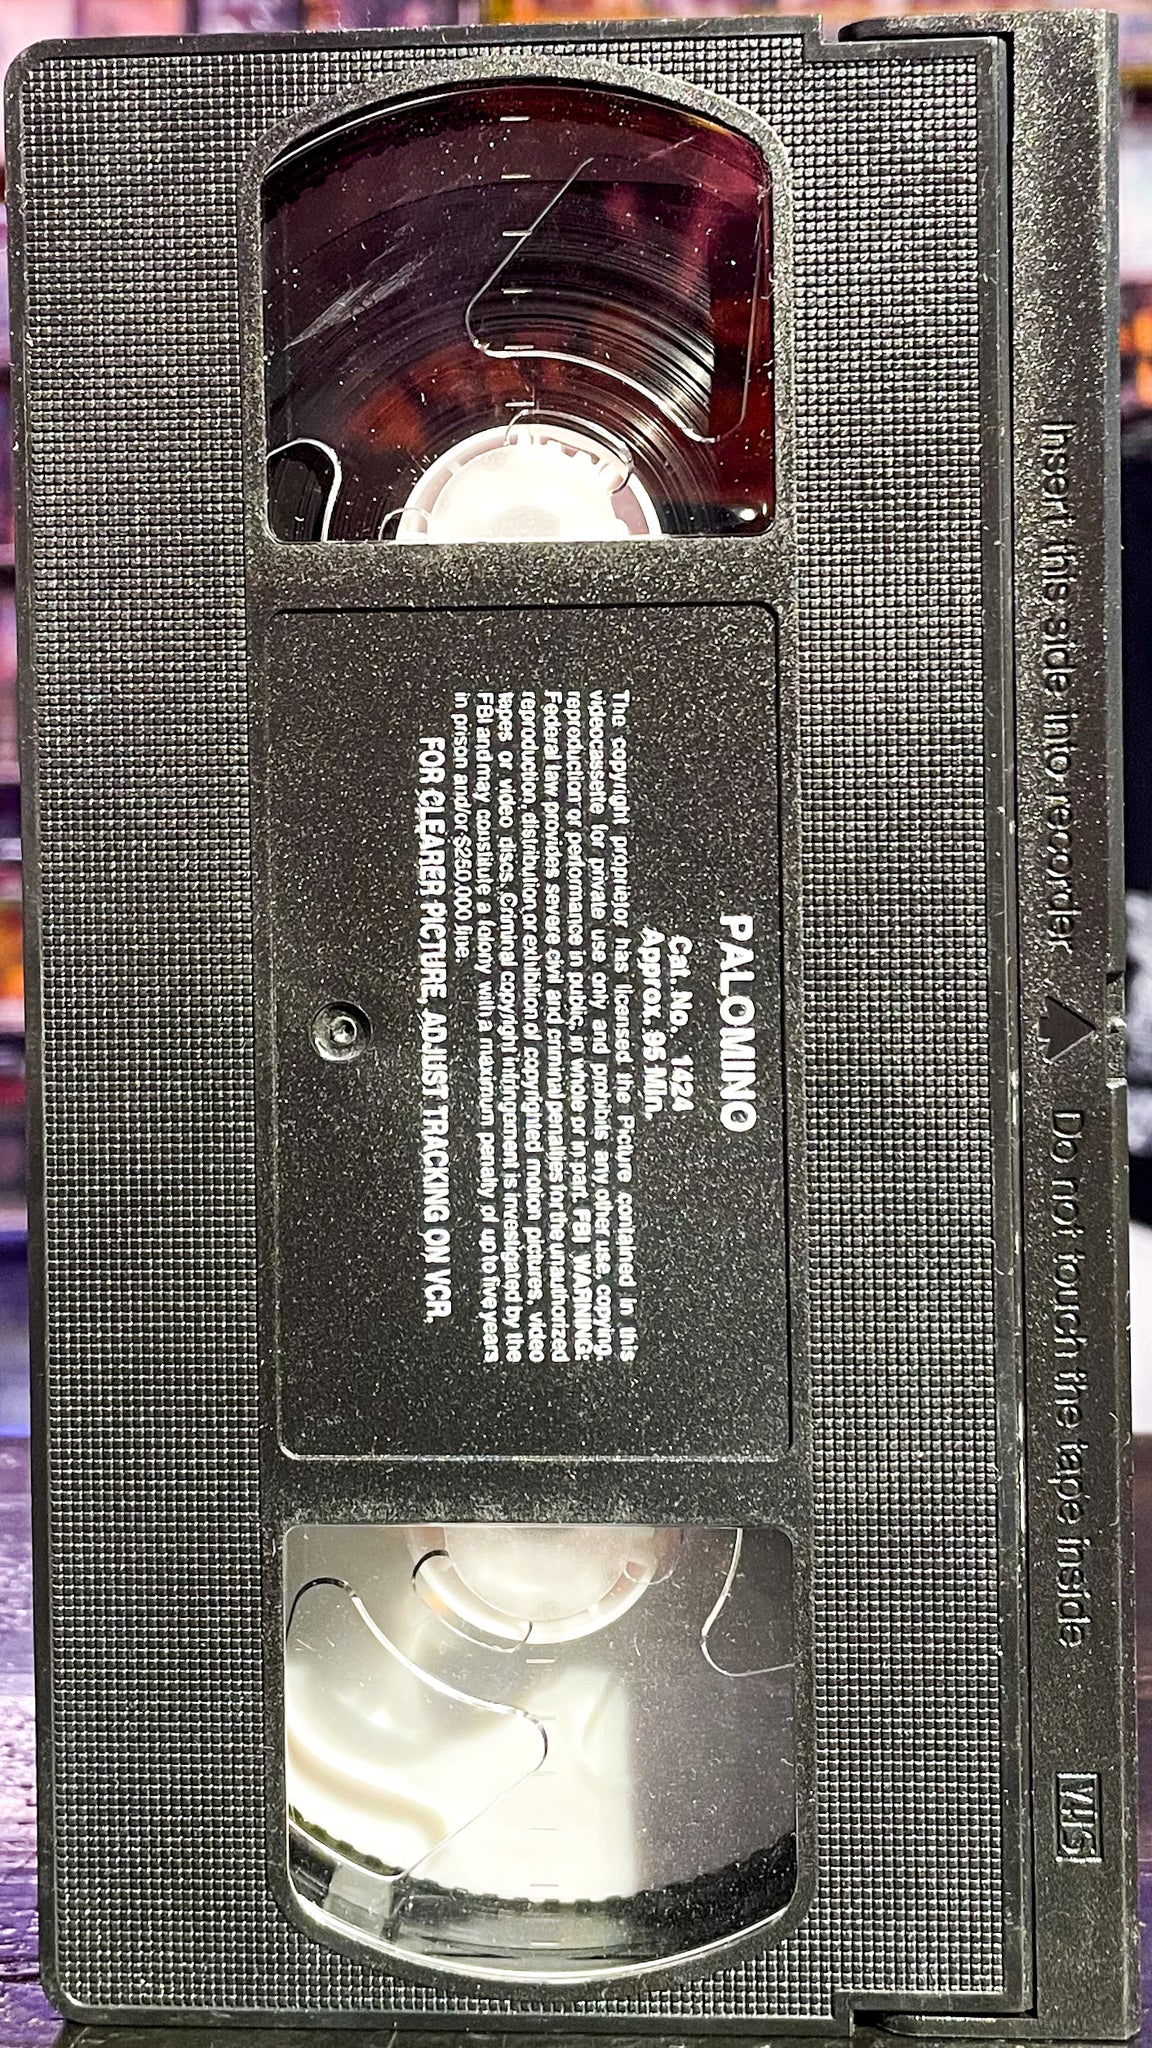 Insert this side into recorder ▲ Do not touch the tape inside VHS
PALOMINO
Cat. No. 1424
Approx. 95 Min.
The copyright proprietor has licensed the Picture contained in this
videocassette for private use only and prohibits any other use, copying,
reproduction or performance in public, in whole or in part. FBI WARNING:
Federal law provides severe civil and criminal penalties for the unauthorized
reproduction, distribution or exhibition of copyrighted motion pictures, video
tapes or video discs. Criminal copyright infringement is investigated by the
FBI and may constitute a felony with a maximum penalty of up to five years
in prison and/or $250,000 fine.
FOR CLEARER PICTURE, ADJUST TRACKING ON VCR.